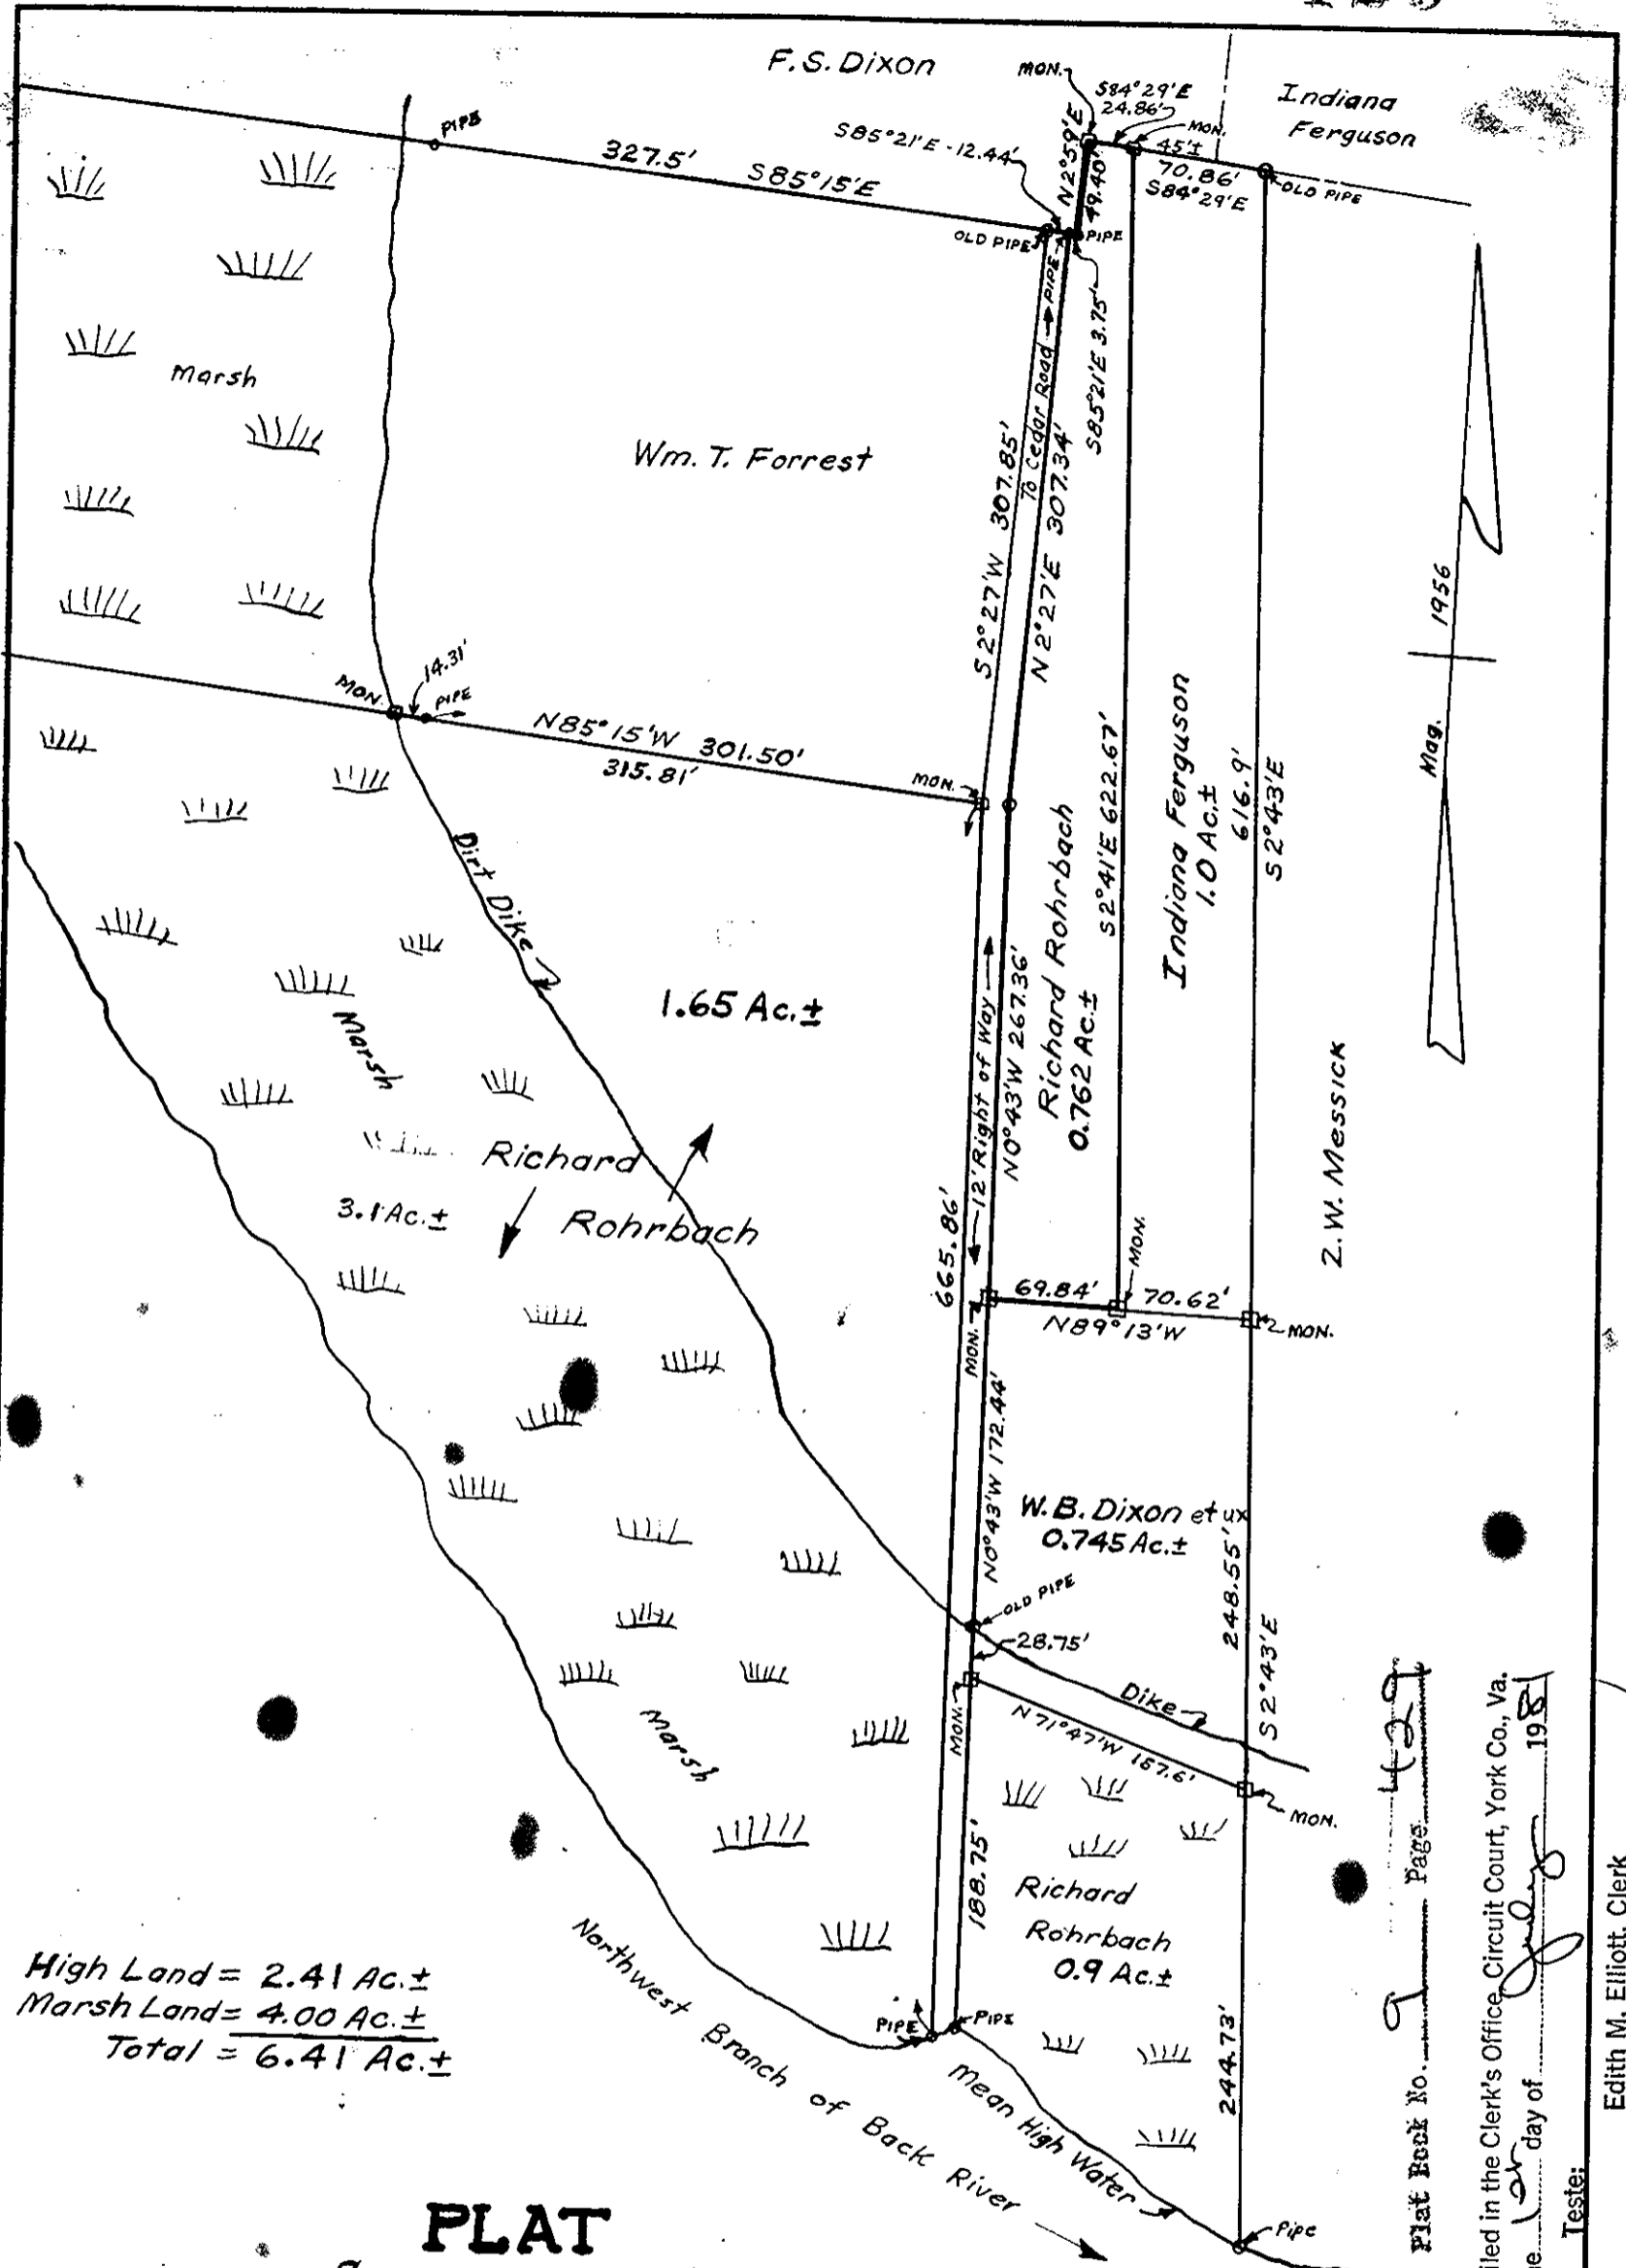 F.S. Dixon
MON.
S84°29'E
24.86'
MON.
45'±
70.86'
S84°29'E
OLD PIPE
Indiana
Ferguson
PIPE
327.5'
S85°15'E
S85°21'E - 12.44'
N2°59'E
49.40'
OLD PIPE
PIPE
PIPE
S85°21'E 3.75'
Marsh
Wm. T. Forrest
S2°27'W 307.85'
To Cedar Road
N2°27'E 307.34'
Mag. 1956
MON.
14.31'
PIPE
N85°15'W 301.50'
315.81'
MON.
Dirt Dike
1.65 Ac.±
Richard Rohrbach
0.762 Ac.±
S2°41'E 622.67'
Indiana Ferguson
1.0 Ac.±
616.9'
S2°43'E
12' Right of Way
N0°43'W 267.36'
665.86'
2.W. Messick
Marsh
Richard
Rohrbach
3.1 Ac.±
69.84'
MON.
70.62'
N89°13'W
MON.
MON.
N0°43'W 172.44'
W.B. Dixon et ux
0.745 Ac.±
248.55'
S2°43'E
OLD PIPE
28.75'
Dike
N71°47'W 157.6'
MON.
MON.
Marsh
188.75'
Richard
Rohrbach
0.9 Ac.±
244.73'
PIPE
PIPE
Mean High Water
Northwest Branch of Back River
Pipe
High Land = 2.41 Ac.±
Marsh Land = 4.00 Ac.±
Total = 6.41 Ac.±
PLAT
Plat Book No. 9 Page 429
led in the Clerk's Office, Circuit Court, York Co., Va.
day of July 1981
Teste:
Edith M. Elliott, Clerk